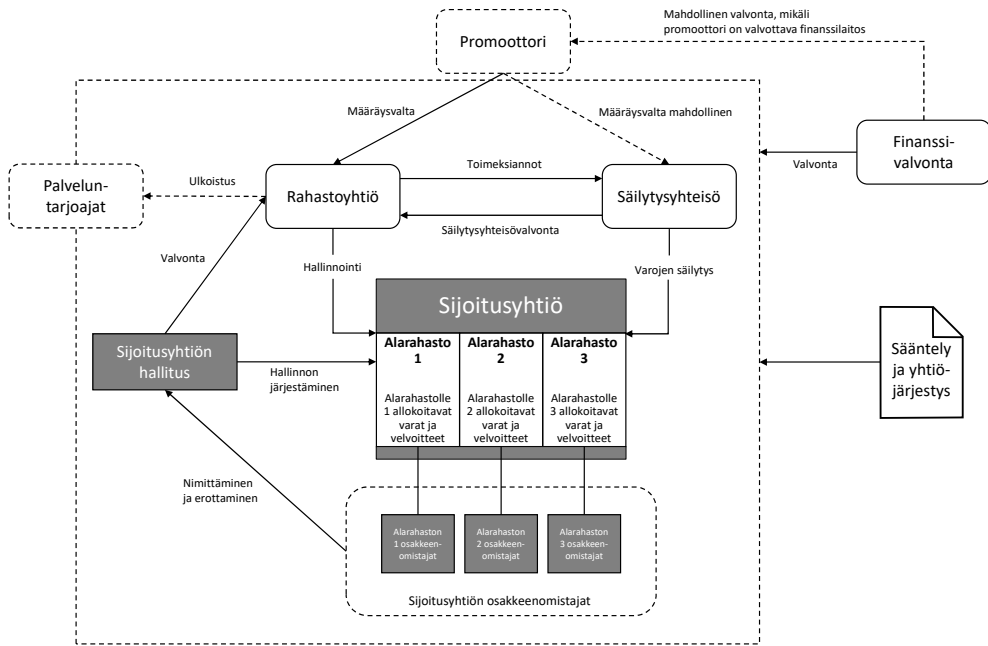 Mahdollinen valvonta, mikäli
promoottori on valvottava finanssilaitos
Promoottori
Määräysvalta
Määräysvalta mahdollinen
Finanssi-
valvonta
Valvonta
Palvelun-
tarjoajat
Ulkoistus
Rahastoyhtiö
Toimeksiannot
Säilytysyhteisö
Säilytysyhteisövalvonta
Valvonta
Hallinnointi
Varojen säilytys
Sijoitusyhtiö
Sijoitusyhtiön
hallitus
Hallinnon
järjestäminen
Alarahasto
1
Alarahastolle
1 allokoitavat
varat ja
velvoitteet
Alarahasto
2
Alarahastolle
2 allokoitavat
varat ja
velvoitteet
Alarahasto
3
Alarahastolle
3 allokoitavat
varat ja
velvoitteet
Sääntely
ja yhtiö-
järjestys
Nimittäminen
ja erottaminen
Alarahaston
1 osakkeen-
omistajat
Alarahaston
2 osakkeen-
omistajat
Alarahaston
3 osakkeen-
omistajat
Sijoitusyhtiön osakkeenomistajat